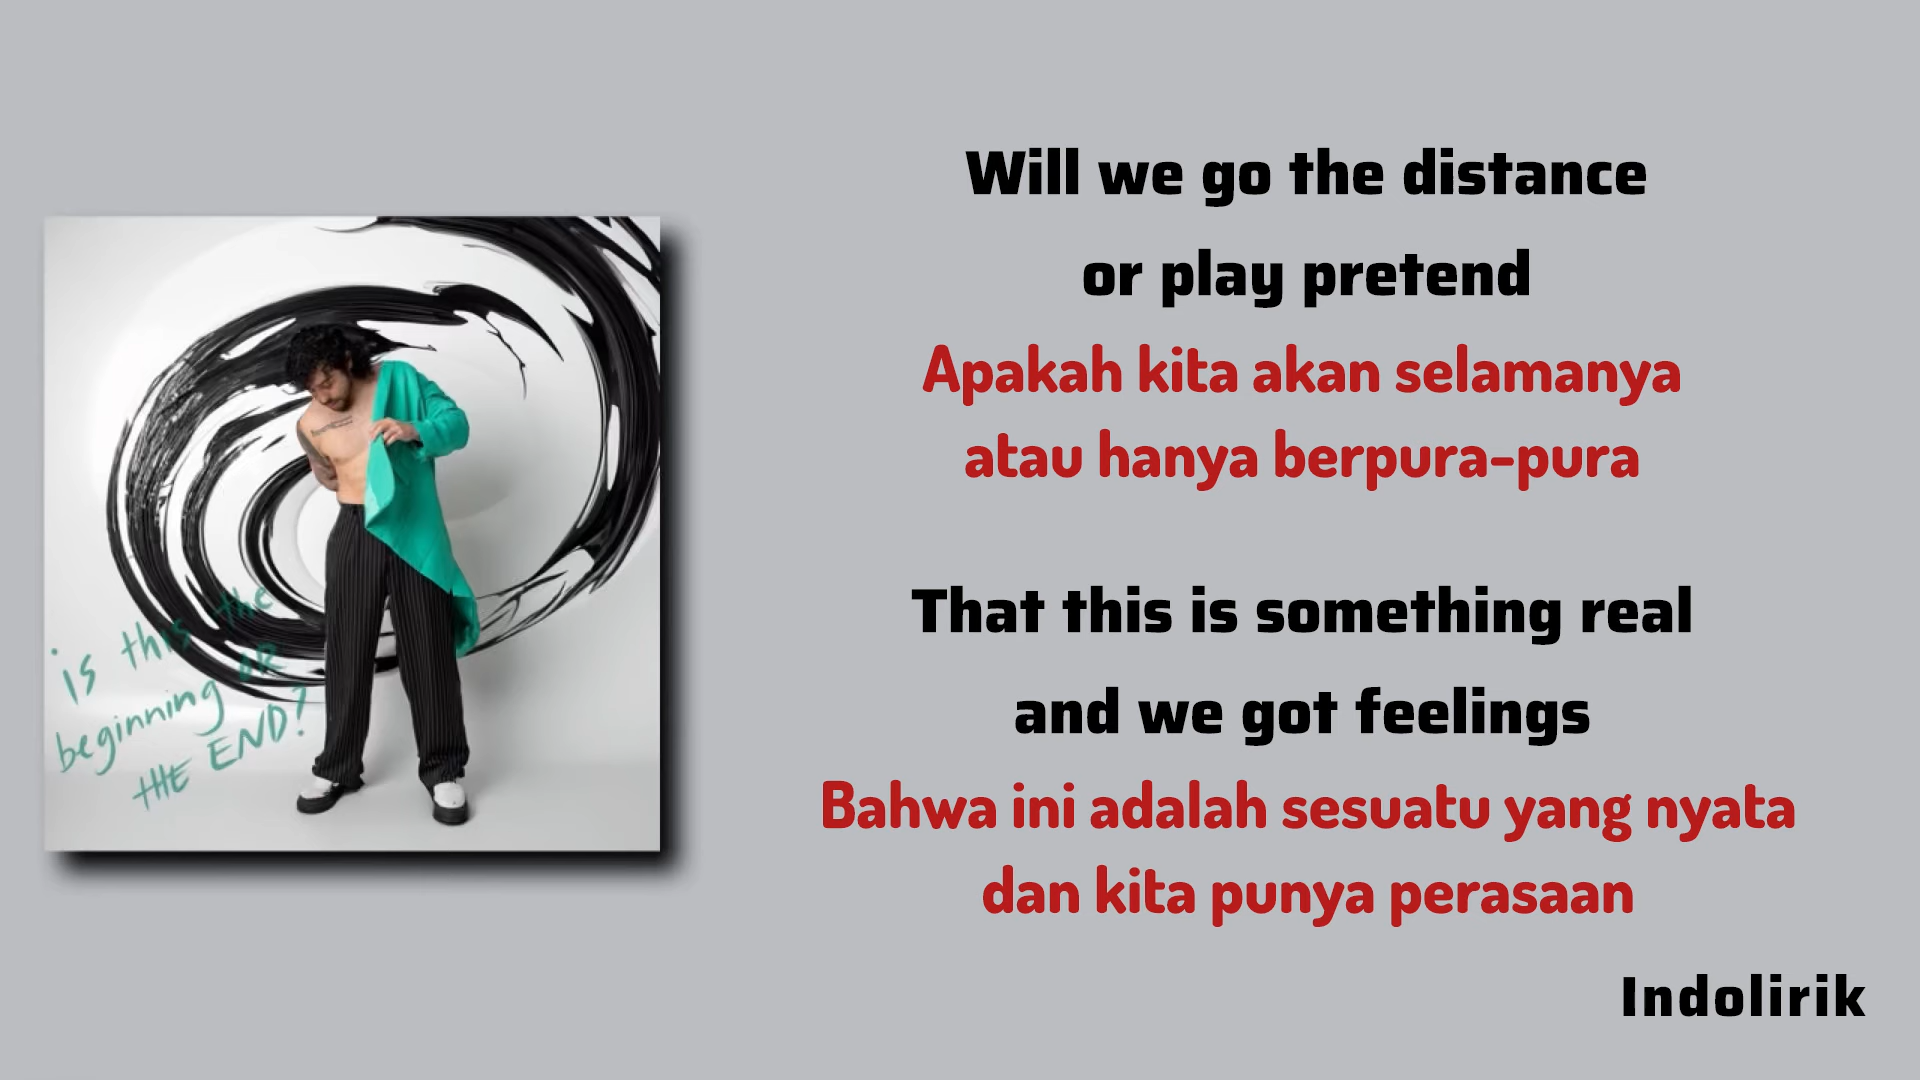 Will we go the distance
or play pretend
Apakah kita akan selamanya
atau hanya berpura-pura
That this is something real
and we got feelings
Bahwa ini adalah sesuatu yang nyata
dan kita punya perasaan
is this the
beginning OR
tHE END?
Indolirik